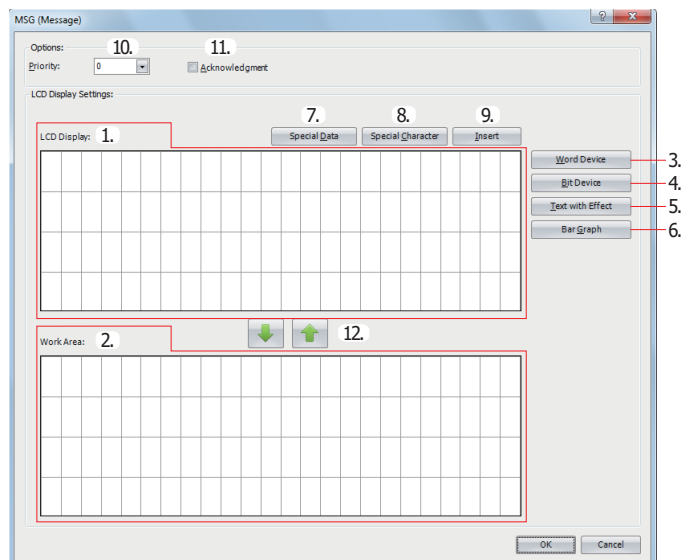 MSG (Message)
Options:
10.
11.
Priority:
0
Acknowledgment
LCD Display Settings:
7.
8.
9.
LCD Display:
1.
Special Data
Special Character
Insert
Word Device
3.
Bit Device
4.
Text with Effect
5.
Bar Graph
6.
Work Area:
2.
12.
OK
Cancel